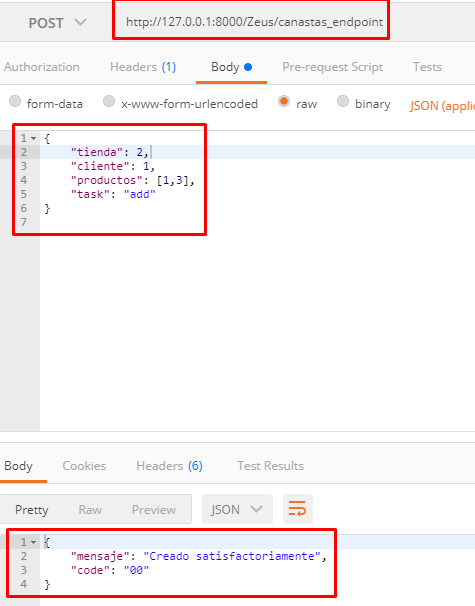 POST http://127.0.0.1:8000/Zeus/canastas_endpoint
Authorization Headers (1) Body Pre-request Script Tests
form-data x-www-form-urlencoded raw binary JSON (applic
1 {
2 "tienda": 2,
3 "cliente": 1,
4 "productos": [1,3],
5 "task": "add"
6 }
7
Body Cookies Headers (6) Test Results
Pretty Raw Preview JSON
1 {
2 "mensaje": "Creado satisfactoriamente",
3 "code": "00"
4 }